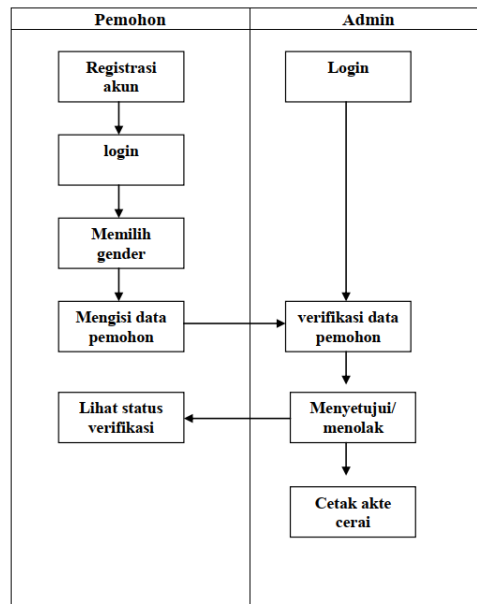 Pemohon
Admin
Registrasi
akun
Login
login
Memilih
gender
Mengisi data
pemohon
verifikasi data
pemohon
Lihat status
verifikasi
Menyetujui/
menolak
Cetak akte
cerai